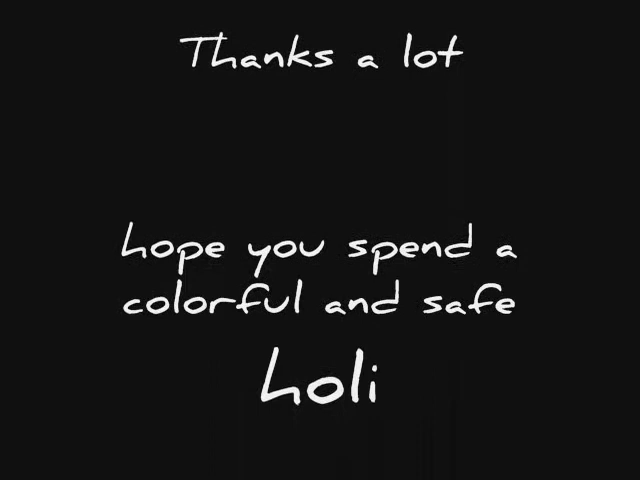 Thanks a lot
hope you spend a
colorful and safe
holi